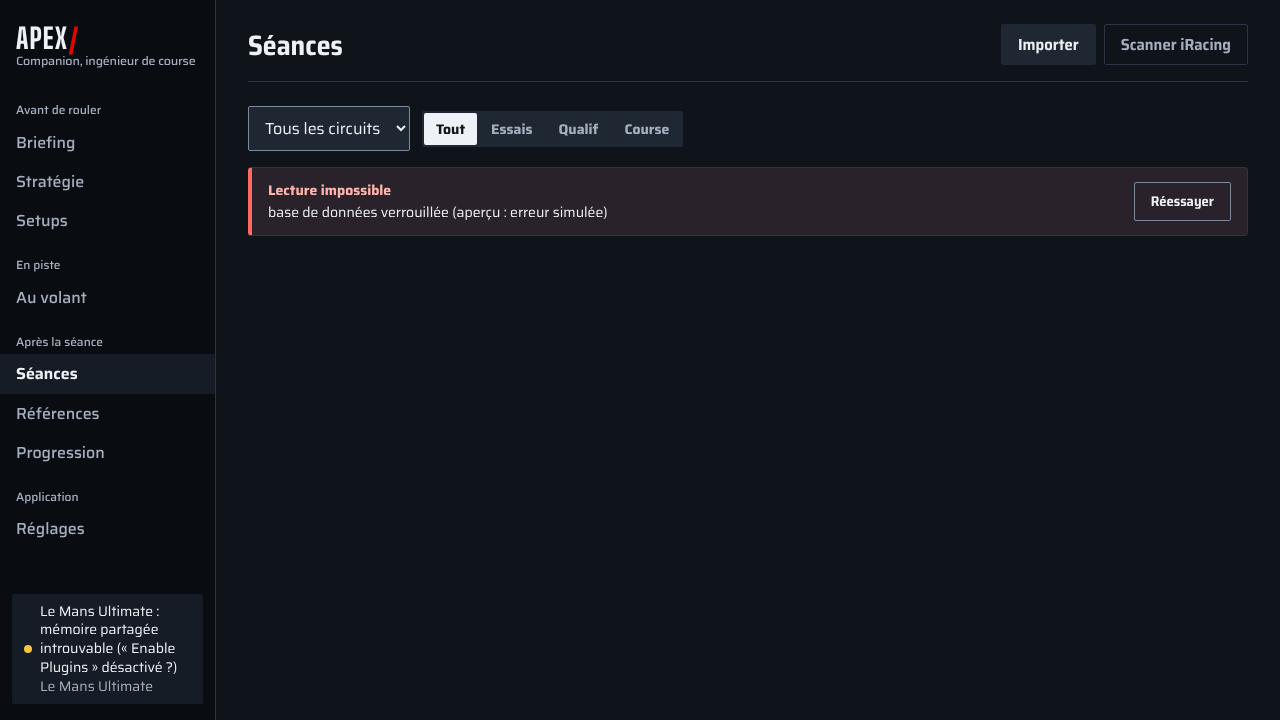 APEX/
Companion, ingénieur de course
Avant de rouler
Briefing
Stratégie
Setups
En piste
Au volant
Après la séance
Séances
Références
Progression
Application
Réglages
Le Mans Ultimate :
mémoire partagée
introuvable (« Enable
Plugins » désactivé ?)
Le Mans Ultimate
Séances
Importer
Scanner iRacing
Tous les circuits
Tout
Essais
Qualif
Course
Lecture impossible
base de données verrouillée (aperçu : erreur simulée)
Réessayer